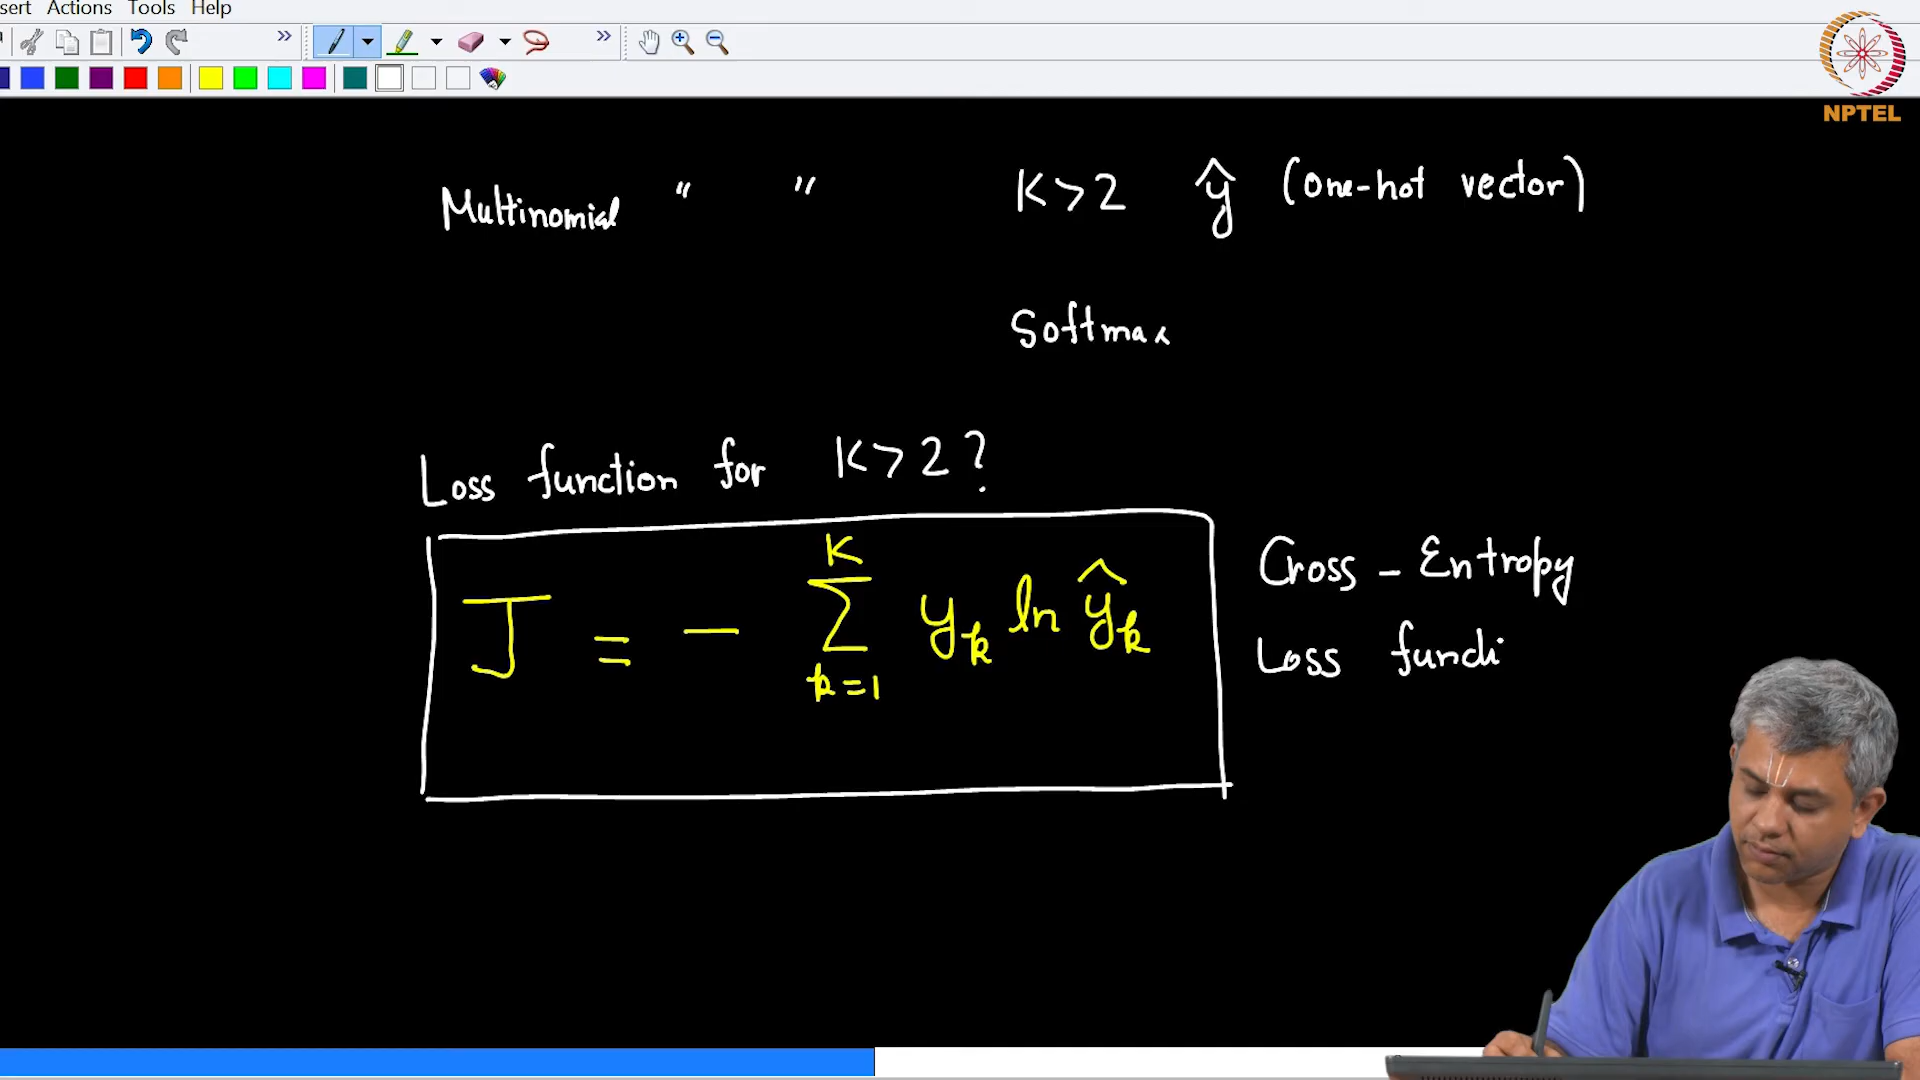 sert Actions Tools Help
NPTEL
Multinomial " " K > 2 ŷ (One-hot vector)
Softmax
Loss function for K > 2 ?
J = - \sum_{k=1}^{K} y_k ln ŷ_k
Cross - Entropy
Loss functi